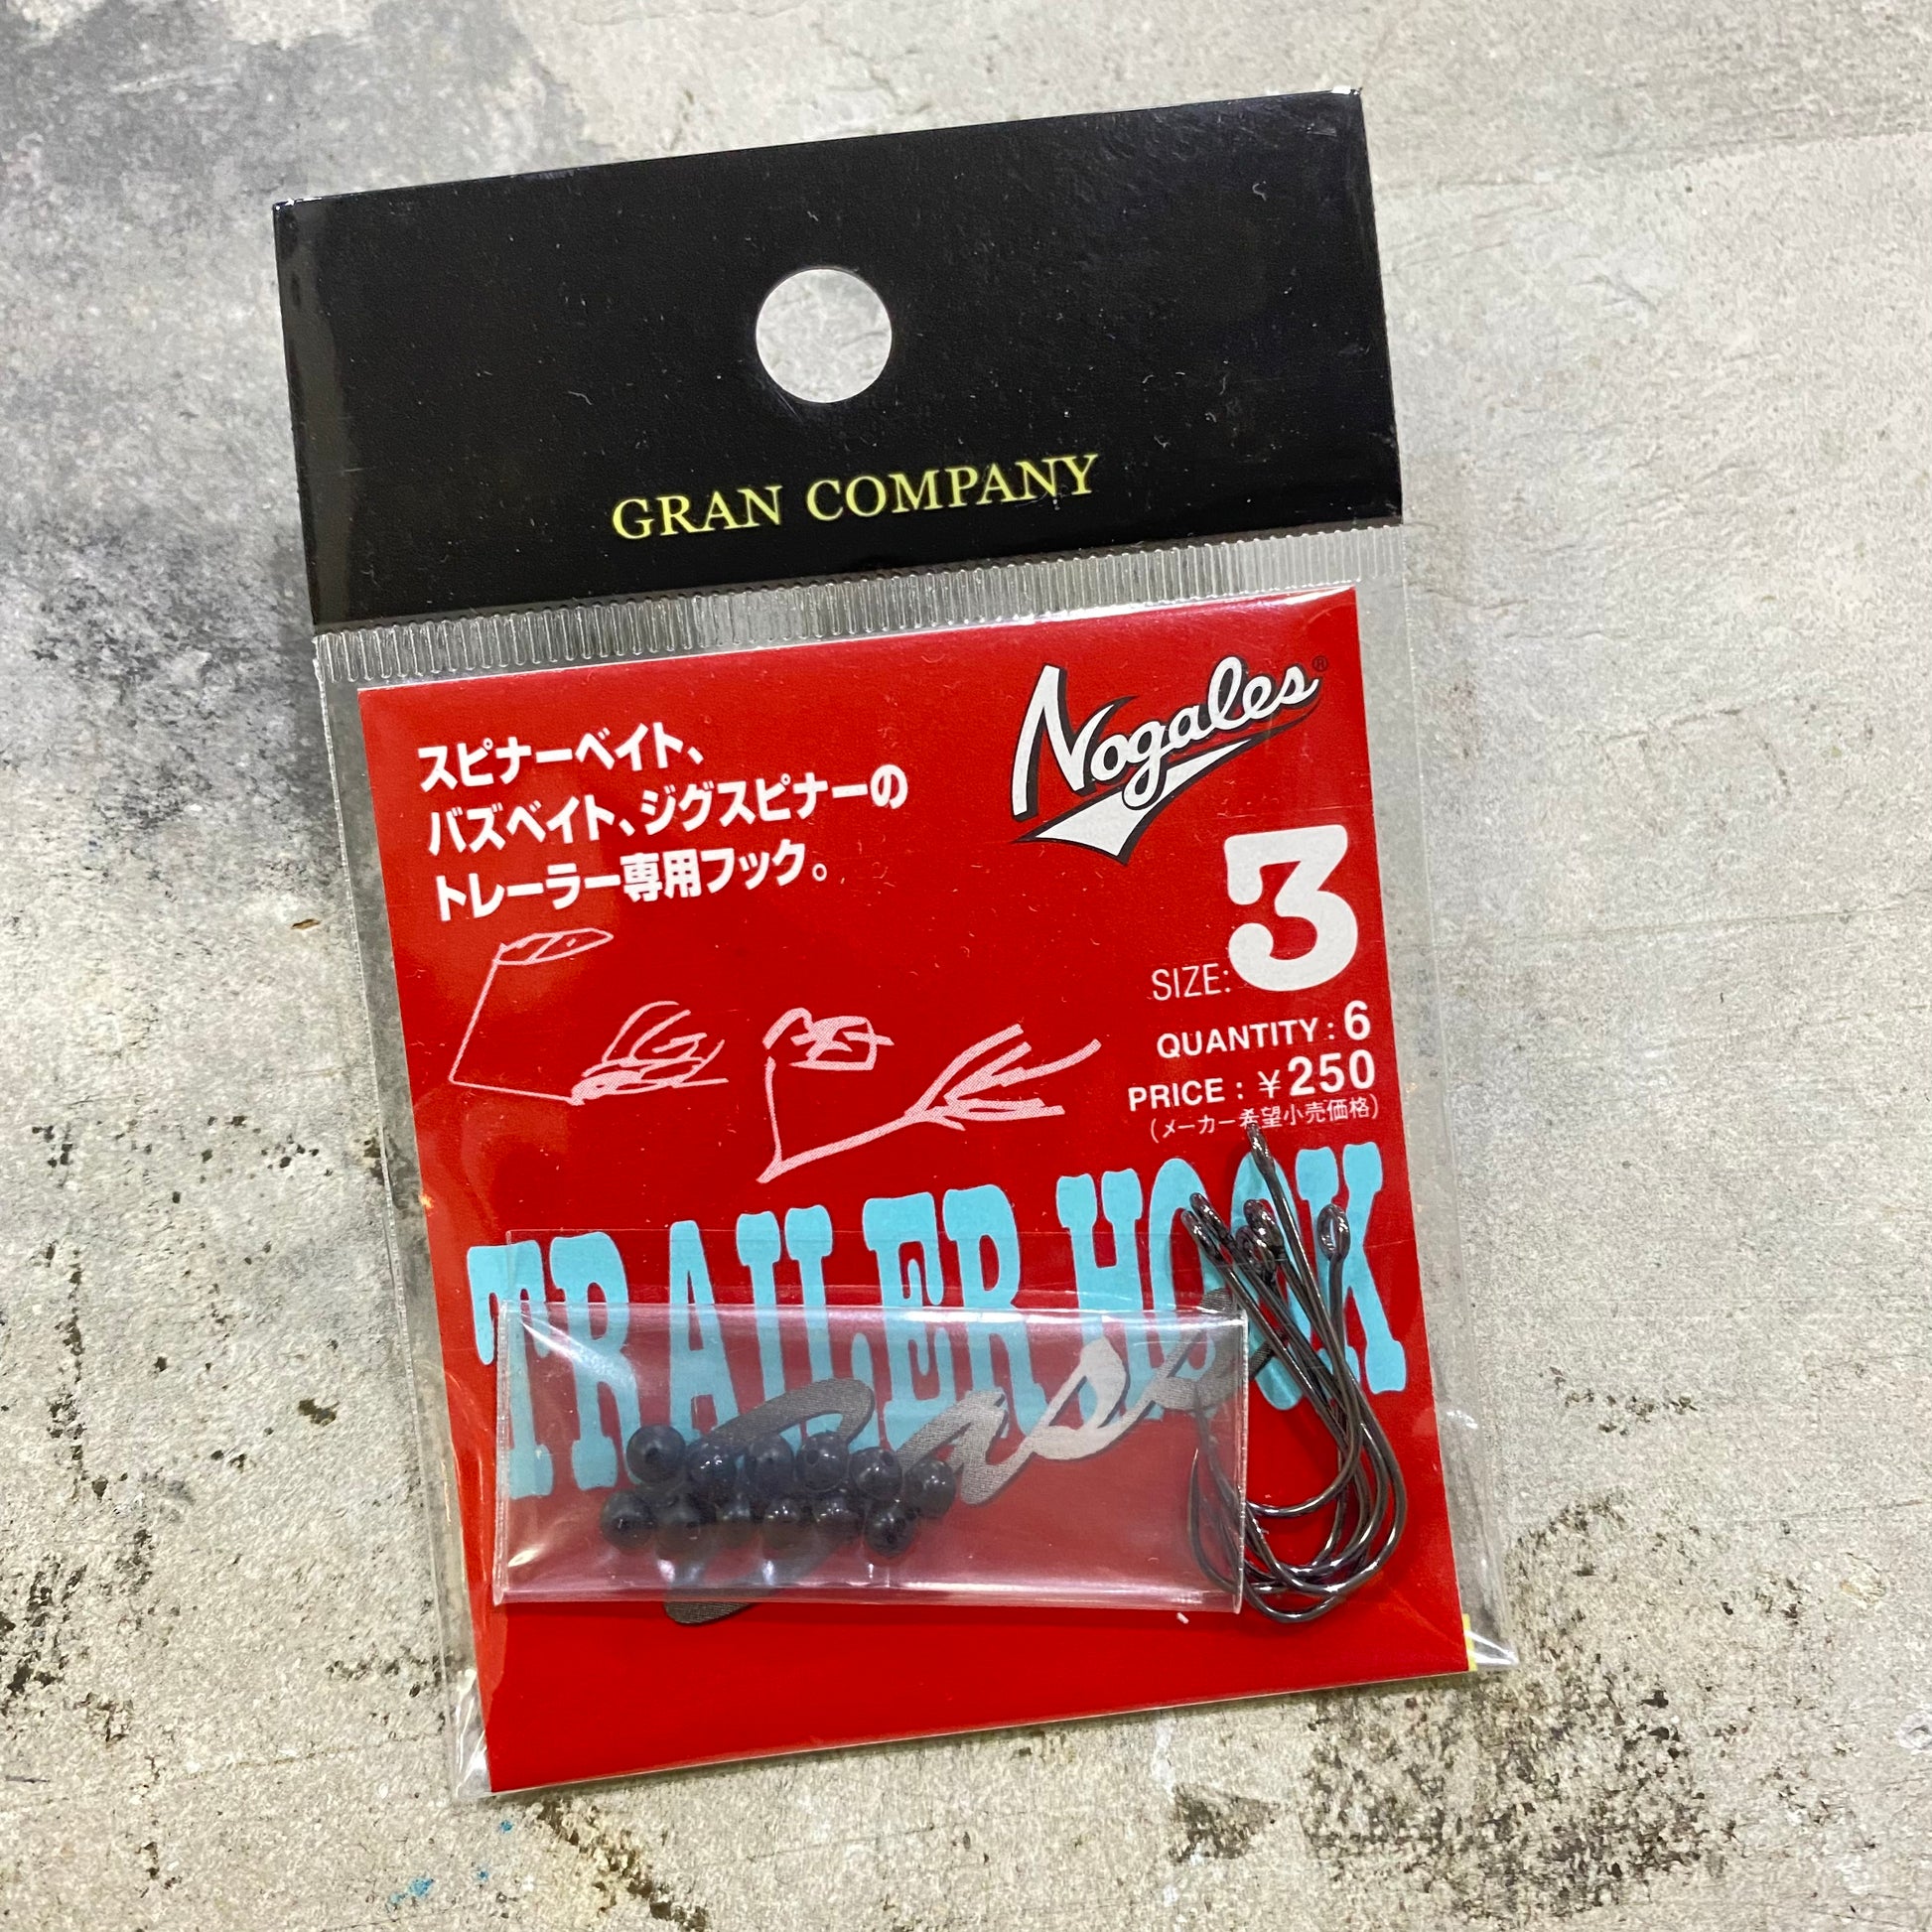 GRAN COMPANY
スピナーベイト、
バズベイト、ジグスピナーの
トレーラー専用フック。
Nogales®
SIZE: 3
QUANTITY : 6
PRICE : ¥250
(メーカー希望小売価格)
TRAILER HOOK
Bass